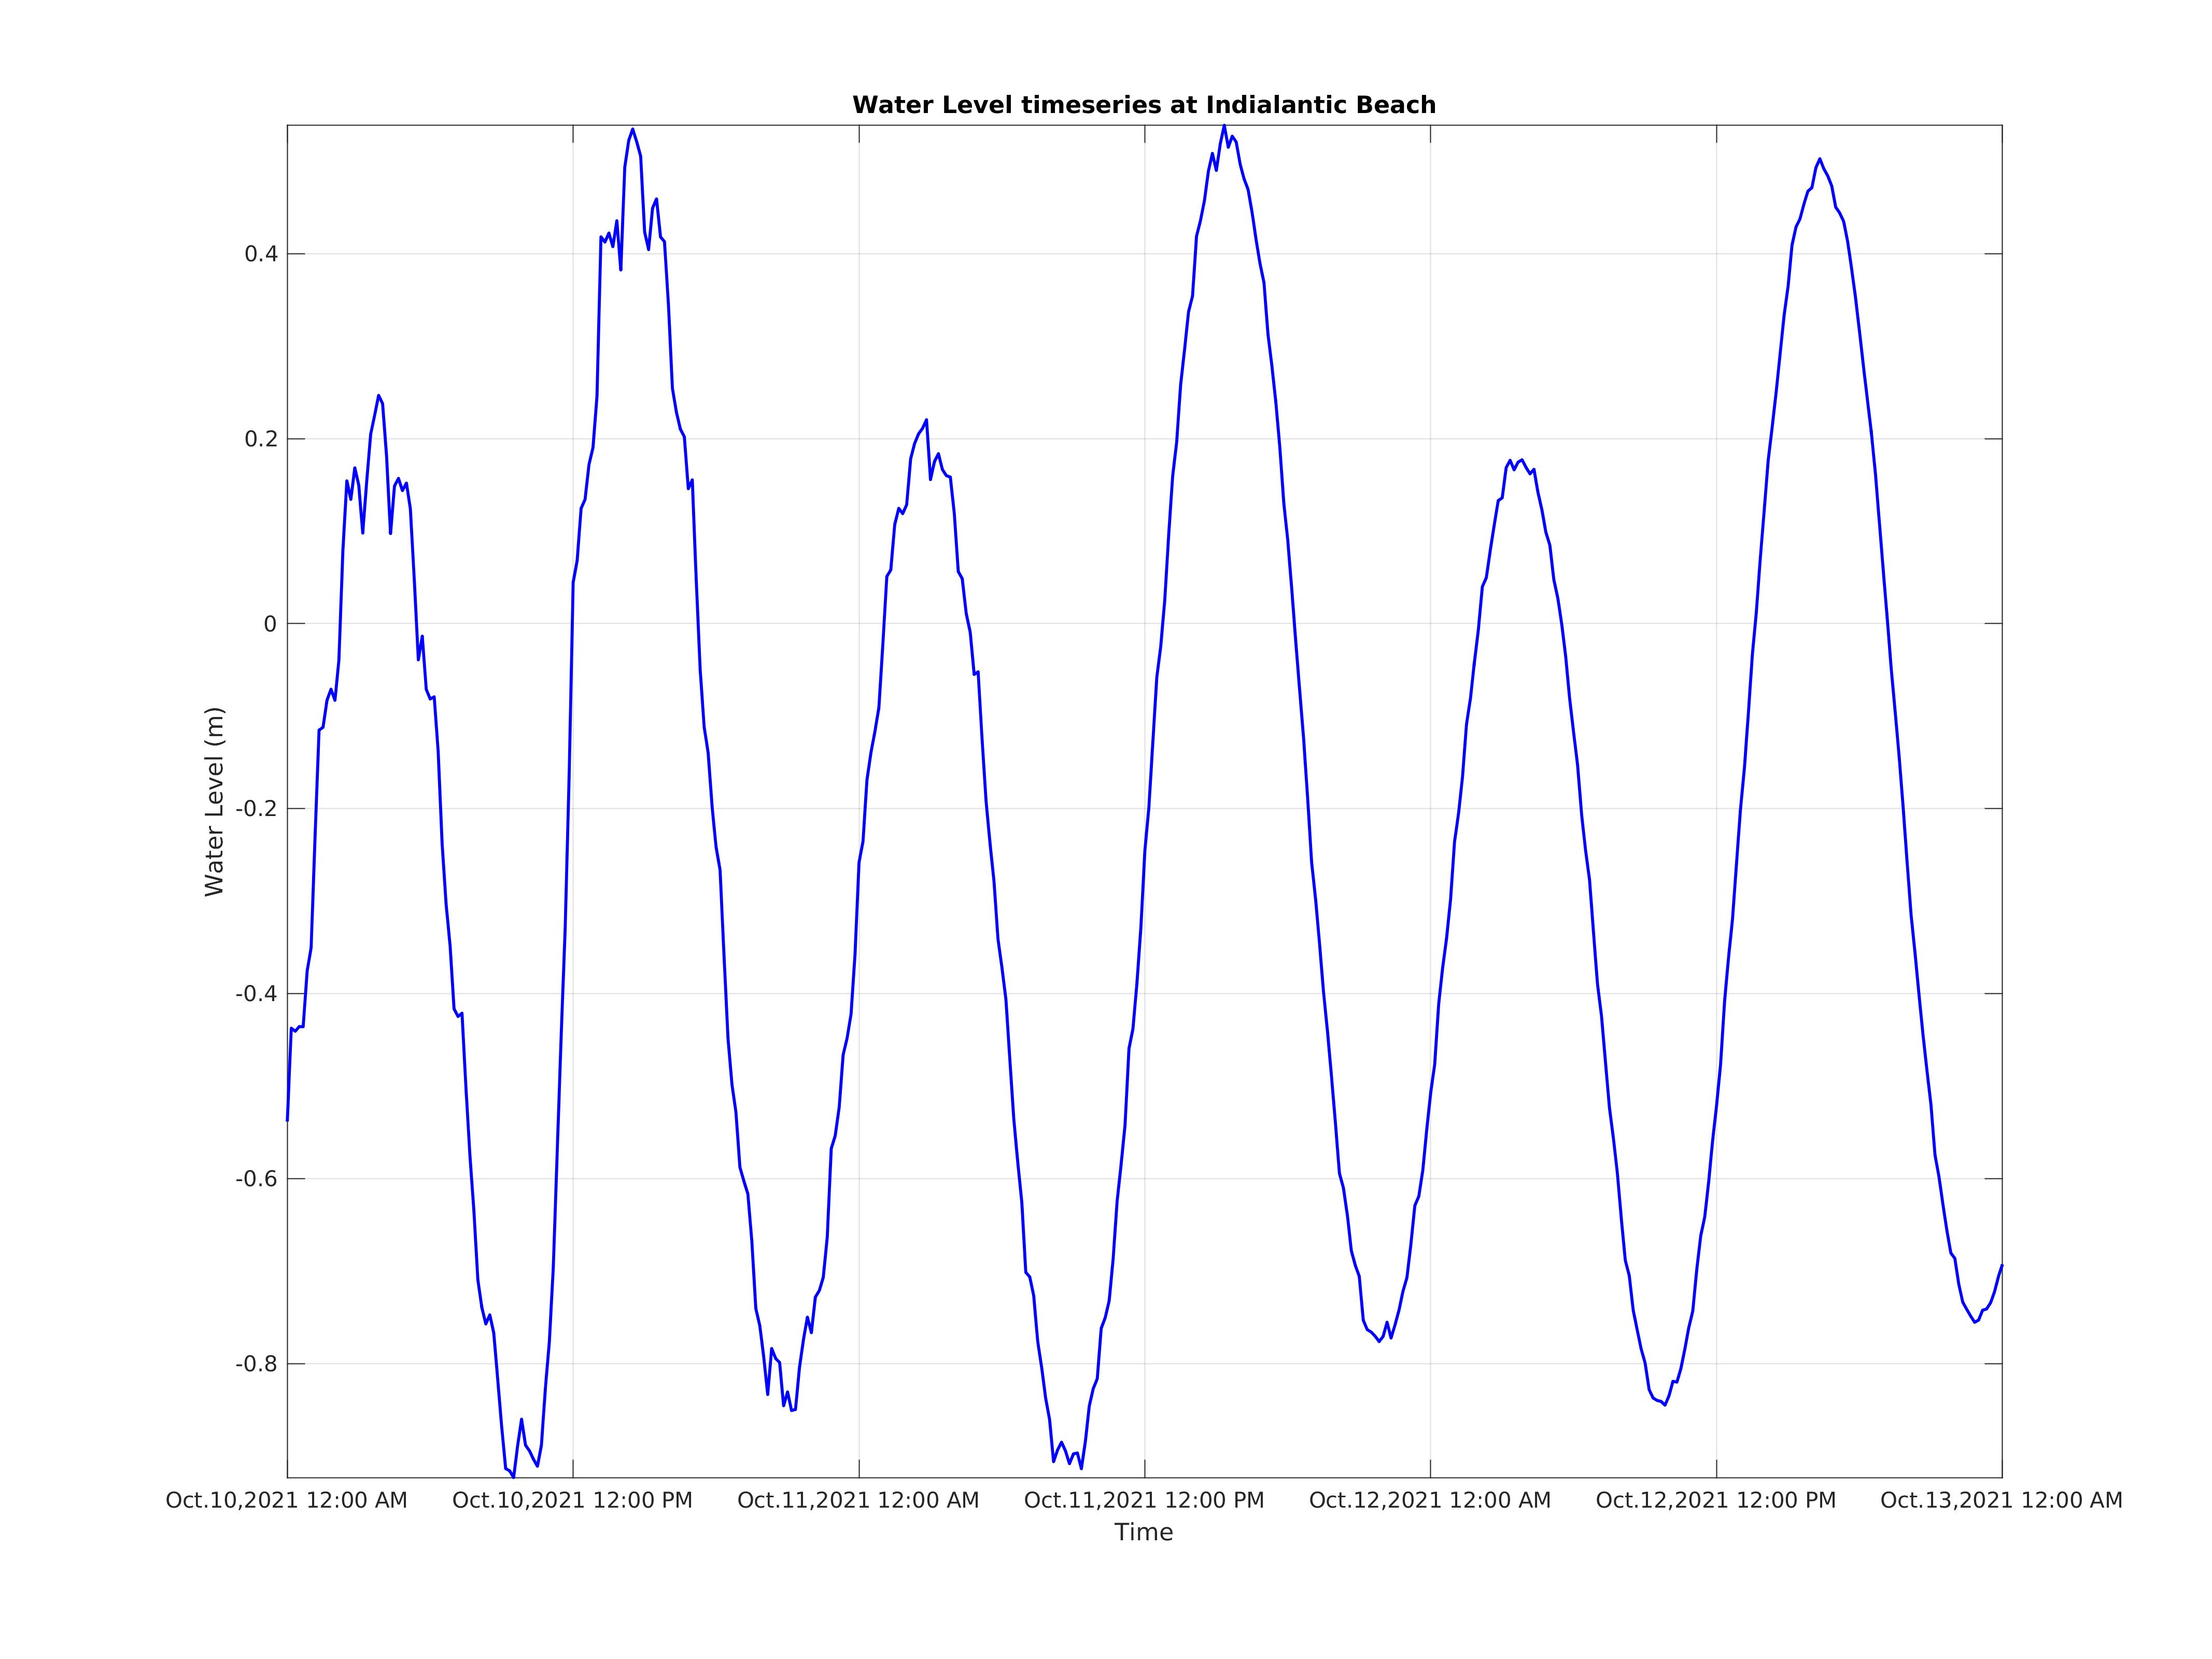 Water Level timeseries at Indialantic Beach
Water Level (m)
0.4
0.2
0
-0.2
-0.4
-0.6
-0.8
Oct.10,2021 12:00 AM Oct.10,2021 12:00 PM Oct.11,2021 12:00 AM Oct.11,2021 12:00 PM Oct.12,2021 12:00 AM Oct.12,2021 12:00 PM Oct.13,2021 12:00 AM
Time